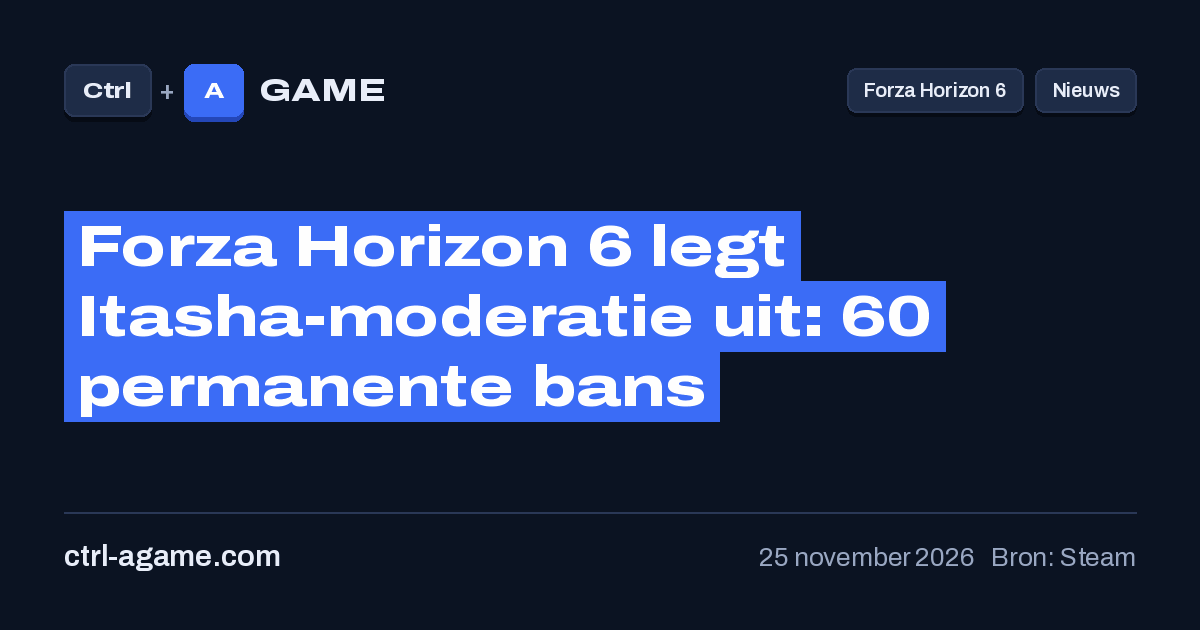 Ctrl + A GAME
Forza Horizon 6 Nieuws
Forza Horizon 6 legt
Itasha-moderatie uit: 60
permanente bans
ctrl-agame.com
25 november 2026 Bron: Steam